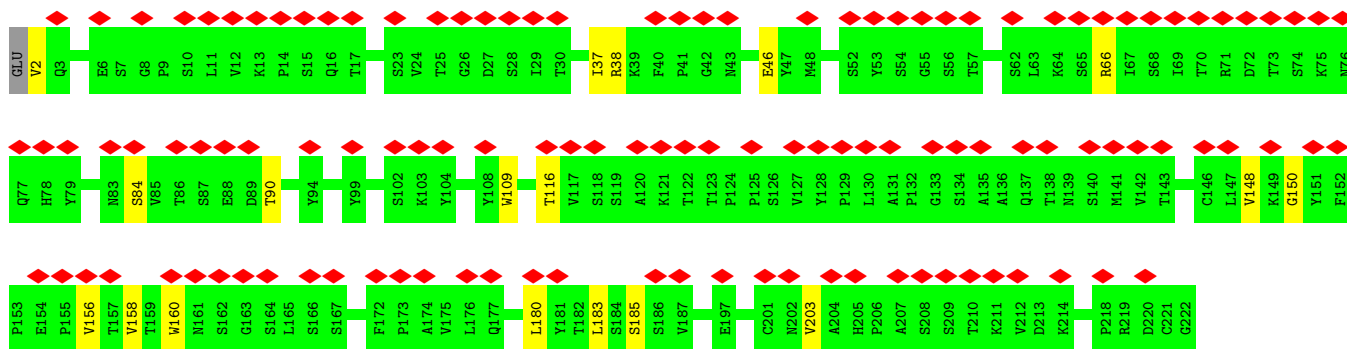 GLU V2 Q3 E6 S7 G8 P9 S10 L11 V12 K13 P14 S15 Q16 T17 S23 V24 T25 G26 D27 S28 I29 T30 I37 R38 K39 F40 P41 G42 N43 E46 Y47 M48 S52 Y53 S54 G55 S56 T57 S62 L63 K64 S65 R66 I67 S68 I69 T70 R71 D72 T73 S74 K75 N76
Q77 H78 Y79 N83 S84 V85 T86 S87 E88 D89 T90 Y94 Y99 S102 K103 Y104 Y108 W109 T116 V117 S118 S119 A120 K121 T122 T123 P124 P125 S126 V127 Y128 P129 L130 A131 P132 G133 S134 A135 A136 Q137 T138 N139 S140 M141 V142 T143 C146 L147 V148 K149 G150 Y151 F152
P153 E154 P155 V156 T157 V158 T159 W160 N161 S162 G163 S164 L165 S166 S167 F172 P173 A174 V175 L176 Q177 L180 Y181 T182 L183 S184 S185 S186 V187 E197 C201 N202 V203 A204 H205 P206 A207 S208 S209 T210 K211 V212 D213 K214 P218 R219 D220 C221 G222